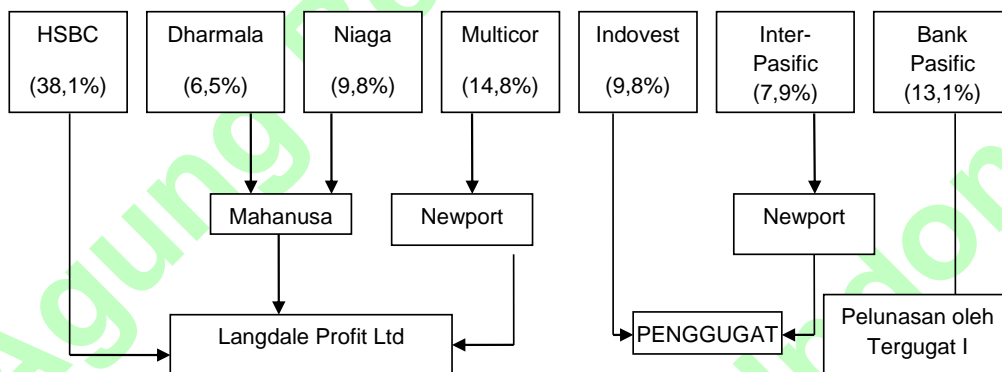 HSBC
(38,1%)
Dharmala
(6,5%)
Niaga
(9,8%)
Multicor
(14,8%)
Indovest
(9,8%)
Inter-
Pasific
(7,9%)
Bank
Pasific
(13,1%)
Mahanusa
Newport
Newport
Langdale Profit Ltd
PENGGUGAT
Pelunasan oleh
Tergugat I
Agung